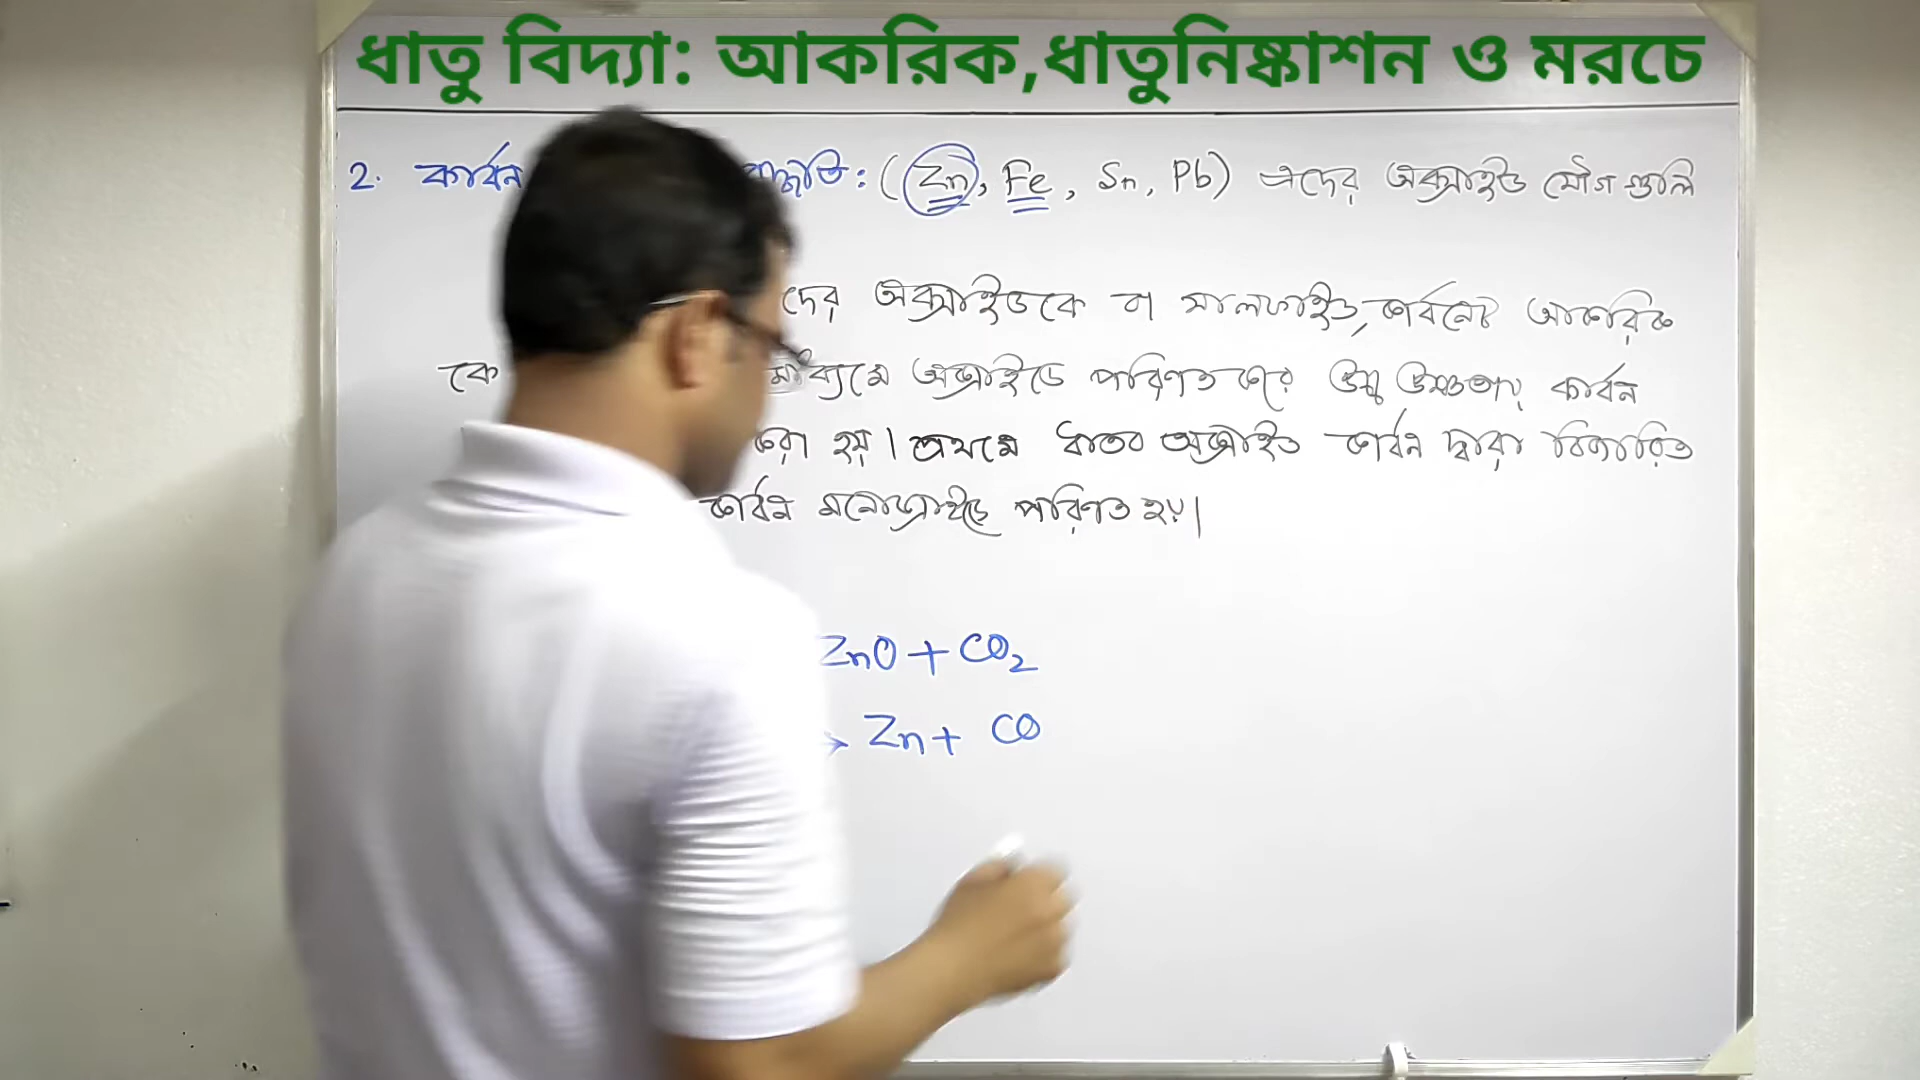 ধাতু বিদ্যা: আকরিক,ধাতুনিষ্কাশন ও মরচে
2. কার্বন : (Zn, Fe, Sn, Pb) এদের অক্সাইড যৌগ গুলি
দের অক্সাইডকে বা সালফাইড, কার্বনেট আকরিক
কে মাধ্যমে অক্সাইডে পরিণত করে উচ্চ উষ্ণতায় কার্বন
করা হয়। প্রথমে ধাতব অক্সাইড কার্বন দ্বারা বিজারিত
কার্বন মনোক্সাইডে পরিণত হয়।
ZnO + CO₂
→ Zn + CO